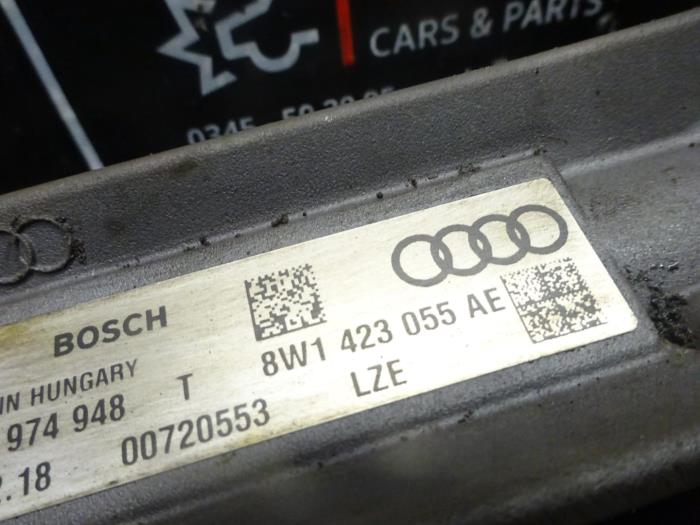 CARS & PARTS
BOSCH
8W1 423 055 AE
IN HUNGARY
974 948 T
LZE
.18 00720553